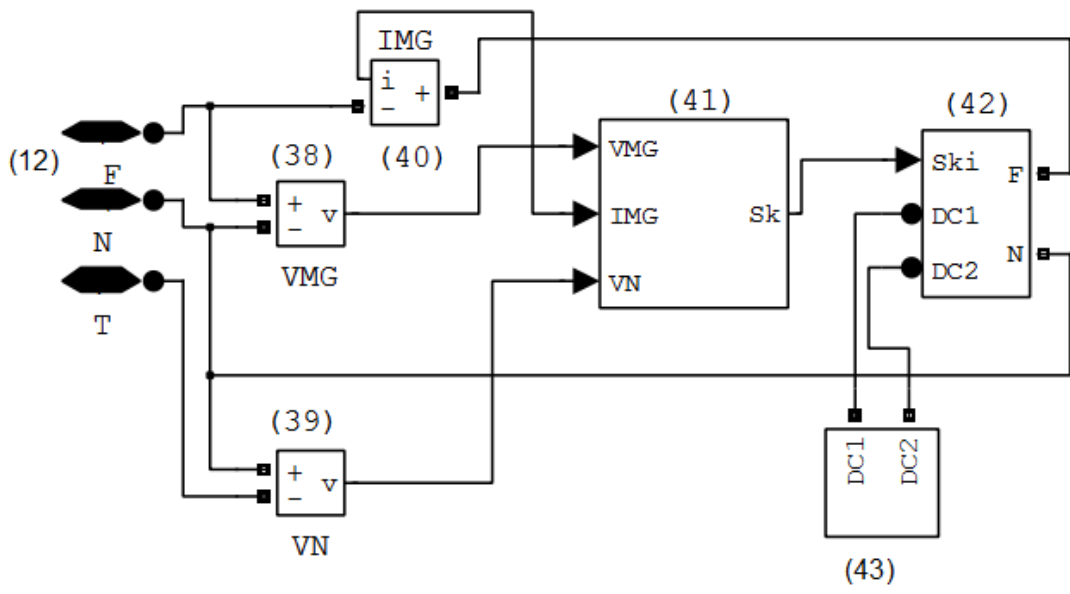 IMG
i
+
−
(40)
(41)
(42)
(12)
F
N
T
(38)
+
−
v
VMG
VMG
IMG
VN
Sk
Ski
DC1
DC2
F
N
(39)
+
−
v
VN
DC1
DC2
(43)